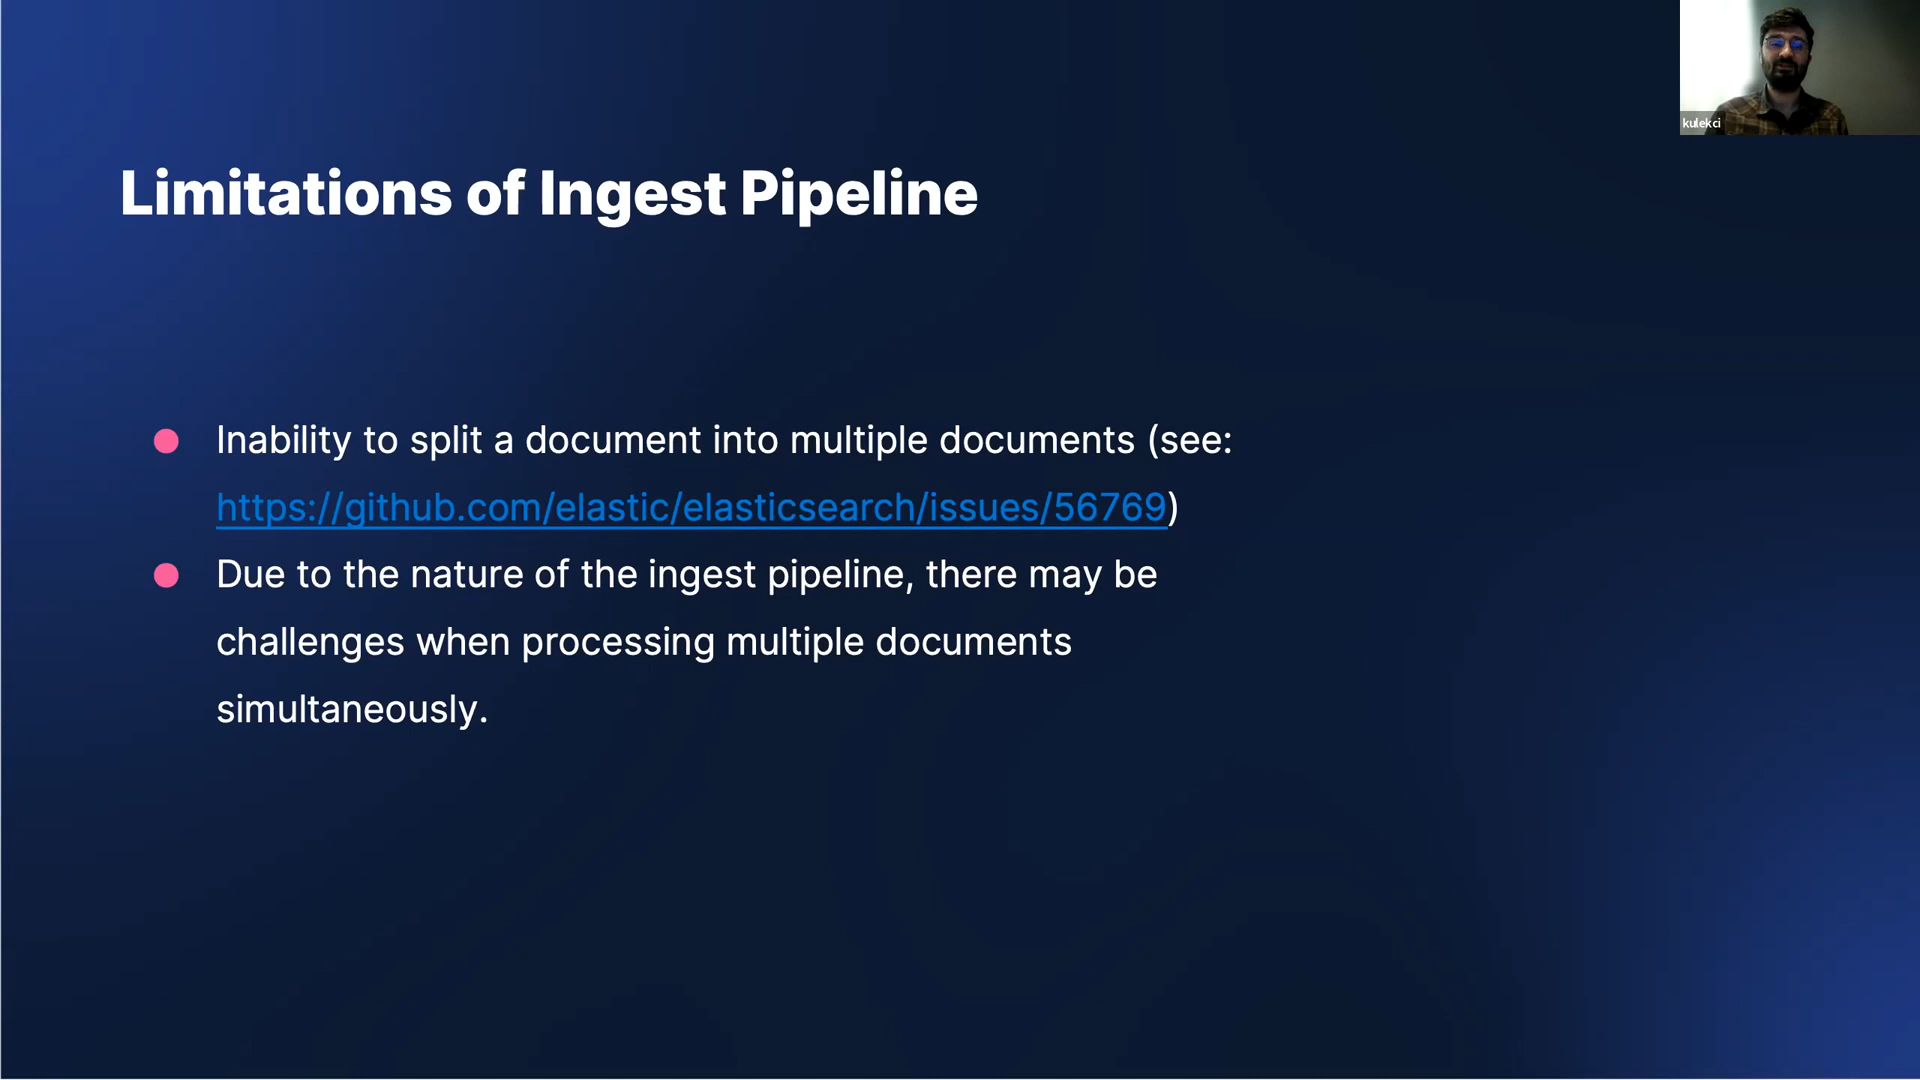 kulekci
Limitations of Ingest Pipeline
Inability to split a document into multiple documents (see:
https://github.com/elastic/elasticsearch/issues/56769)
Due to the nature of the ingest pipeline, there may be
challenges when processing multiple documents
simultaneously.